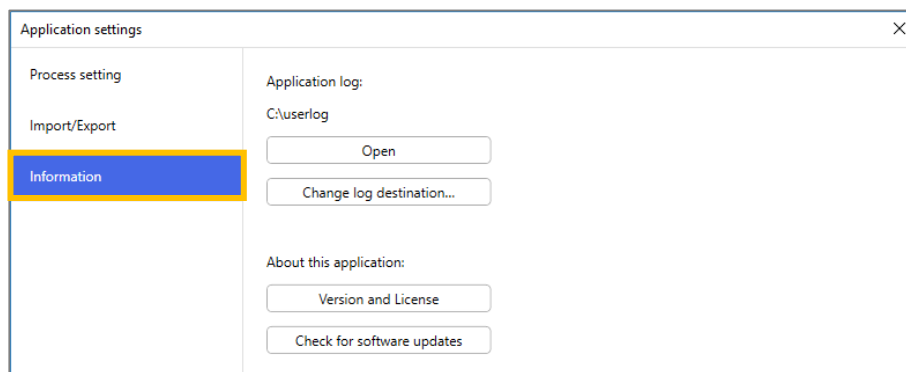 Application settings
Process setting
Import/Export
Information
Application log:
C:\userlog
Open
Change log destination...
About this application:
Version and License
Check for software updates